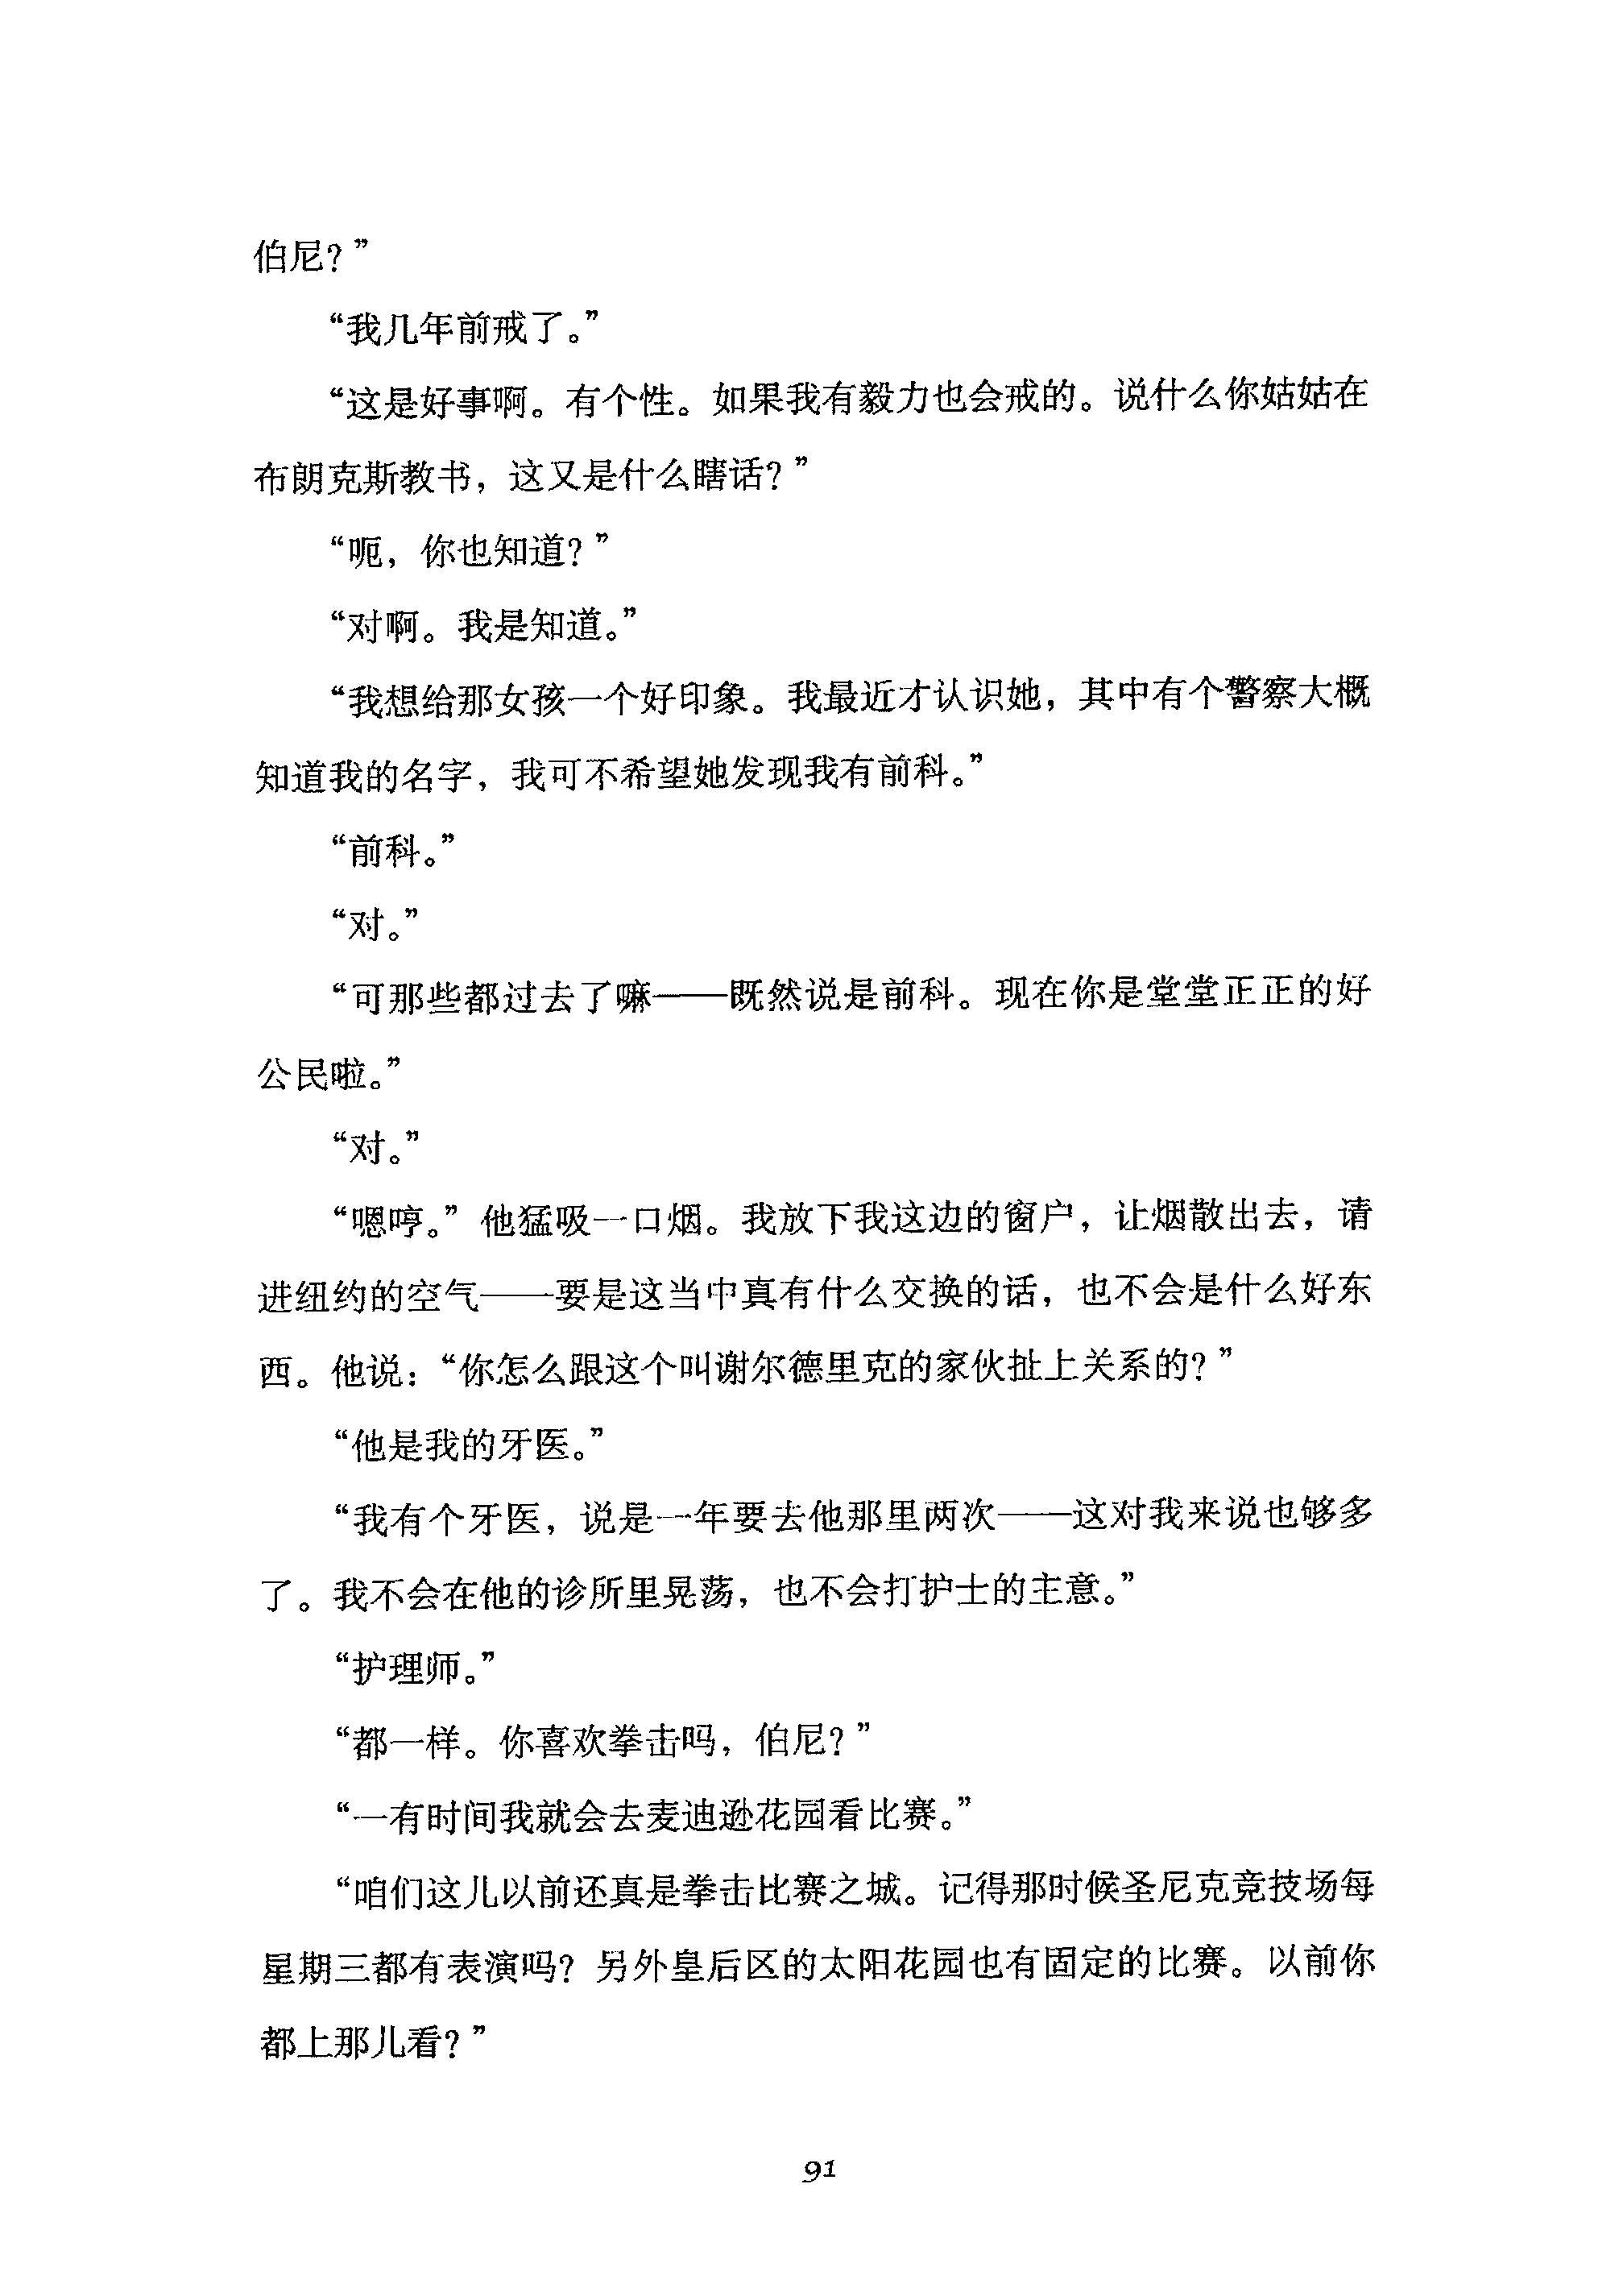 伯尼？”
“我几年前戒了。”
“这是好事啊。有个性。如果我有毅力也会戒的。说什么你姑姑在
布朗克斯教书，这又是什么瞎话？”
“呃，你也知道？”
“对啊。我是知道。”
“我想给那女孩一个好印象。我最近才认识她，其中有个警察大概
知道我的名字，我可不希望她发现我有前科。”
“前科。”
“对。”
“可那些都过去了嘛——既然说是前科。现在你是堂堂正正的好
公民啦。”
“对。”
“嗯哼。”他猛吸一口烟。我放下我这边的窗户，让烟散出去，请
进纽约的空气——要是这当中真有什么交换的话，也不会是什么好东
西。他说：“你怎么跟这个叫谢尔德里克的家伙扯上关系的？”
“他是我的牙医。”
“我有个牙医，说是一年要去他那里两次——这对我来说也够多
了。我不会在他的诊所里晃荡，也不会打护士的主意。”
“护理师。”
“都一样。你喜欢拳击吗，伯尼？”
“一有时间我就会去麦迪逊花园看比赛。”
“咱们这儿以前还真是拳击比赛之城。记得那时候圣尼克竞技场每
星期三都有表演吗？另外皇后区的太阳花园也有固定的比赛。以前你
都上那儿看？”
91